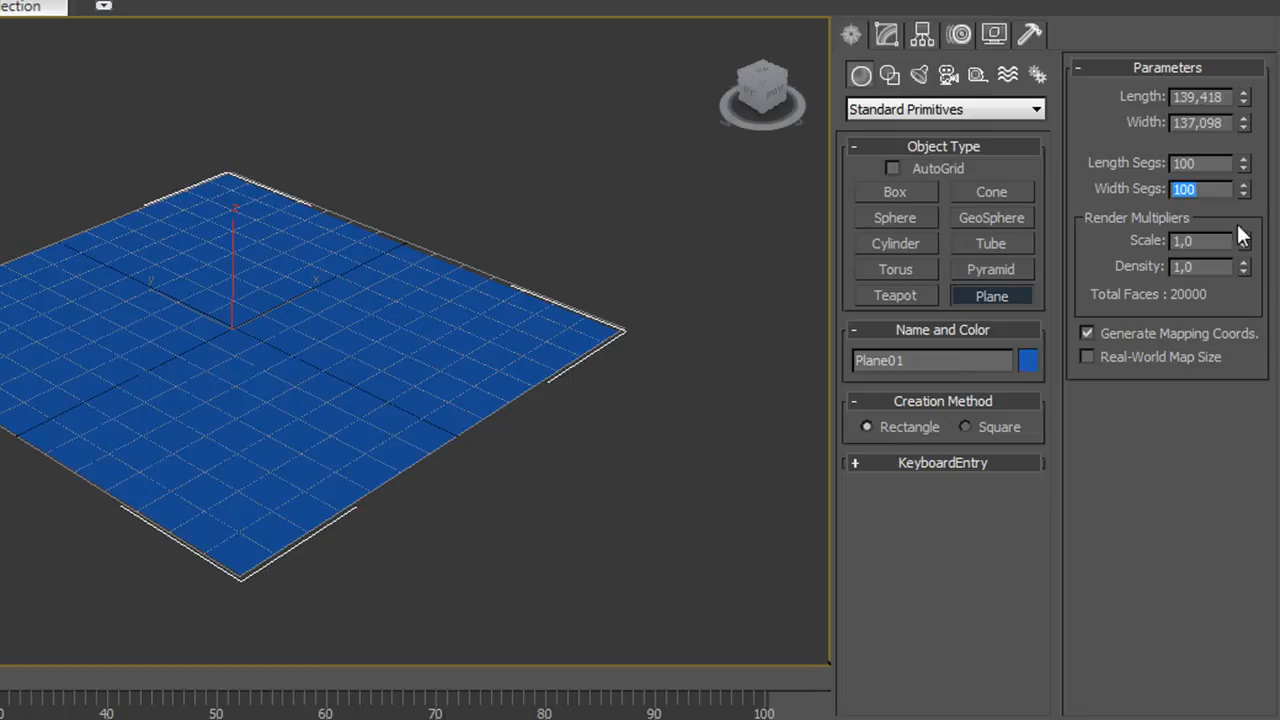 ection
z
y
x
Standard Primitives
- Object Type
AutoGrid
Box
Cone
Sphere
GeoSphere
Cylinder
Tube
Torus
Pyramid
Teapot
Plane
- Name and Color
Plane01
- Creation Method
Rectangle
Square
+ KeyboardEntry
- Parameters
Length: 139,418
Width: 137,098
Length Segs: 100
Width Segs: 100
Render Multipliers
Scale: 1,0
Density: 1,0
Total Faces : 20000
Generate Mapping Coords.
Real-World Map Size
40 50 60 70 80 90 100